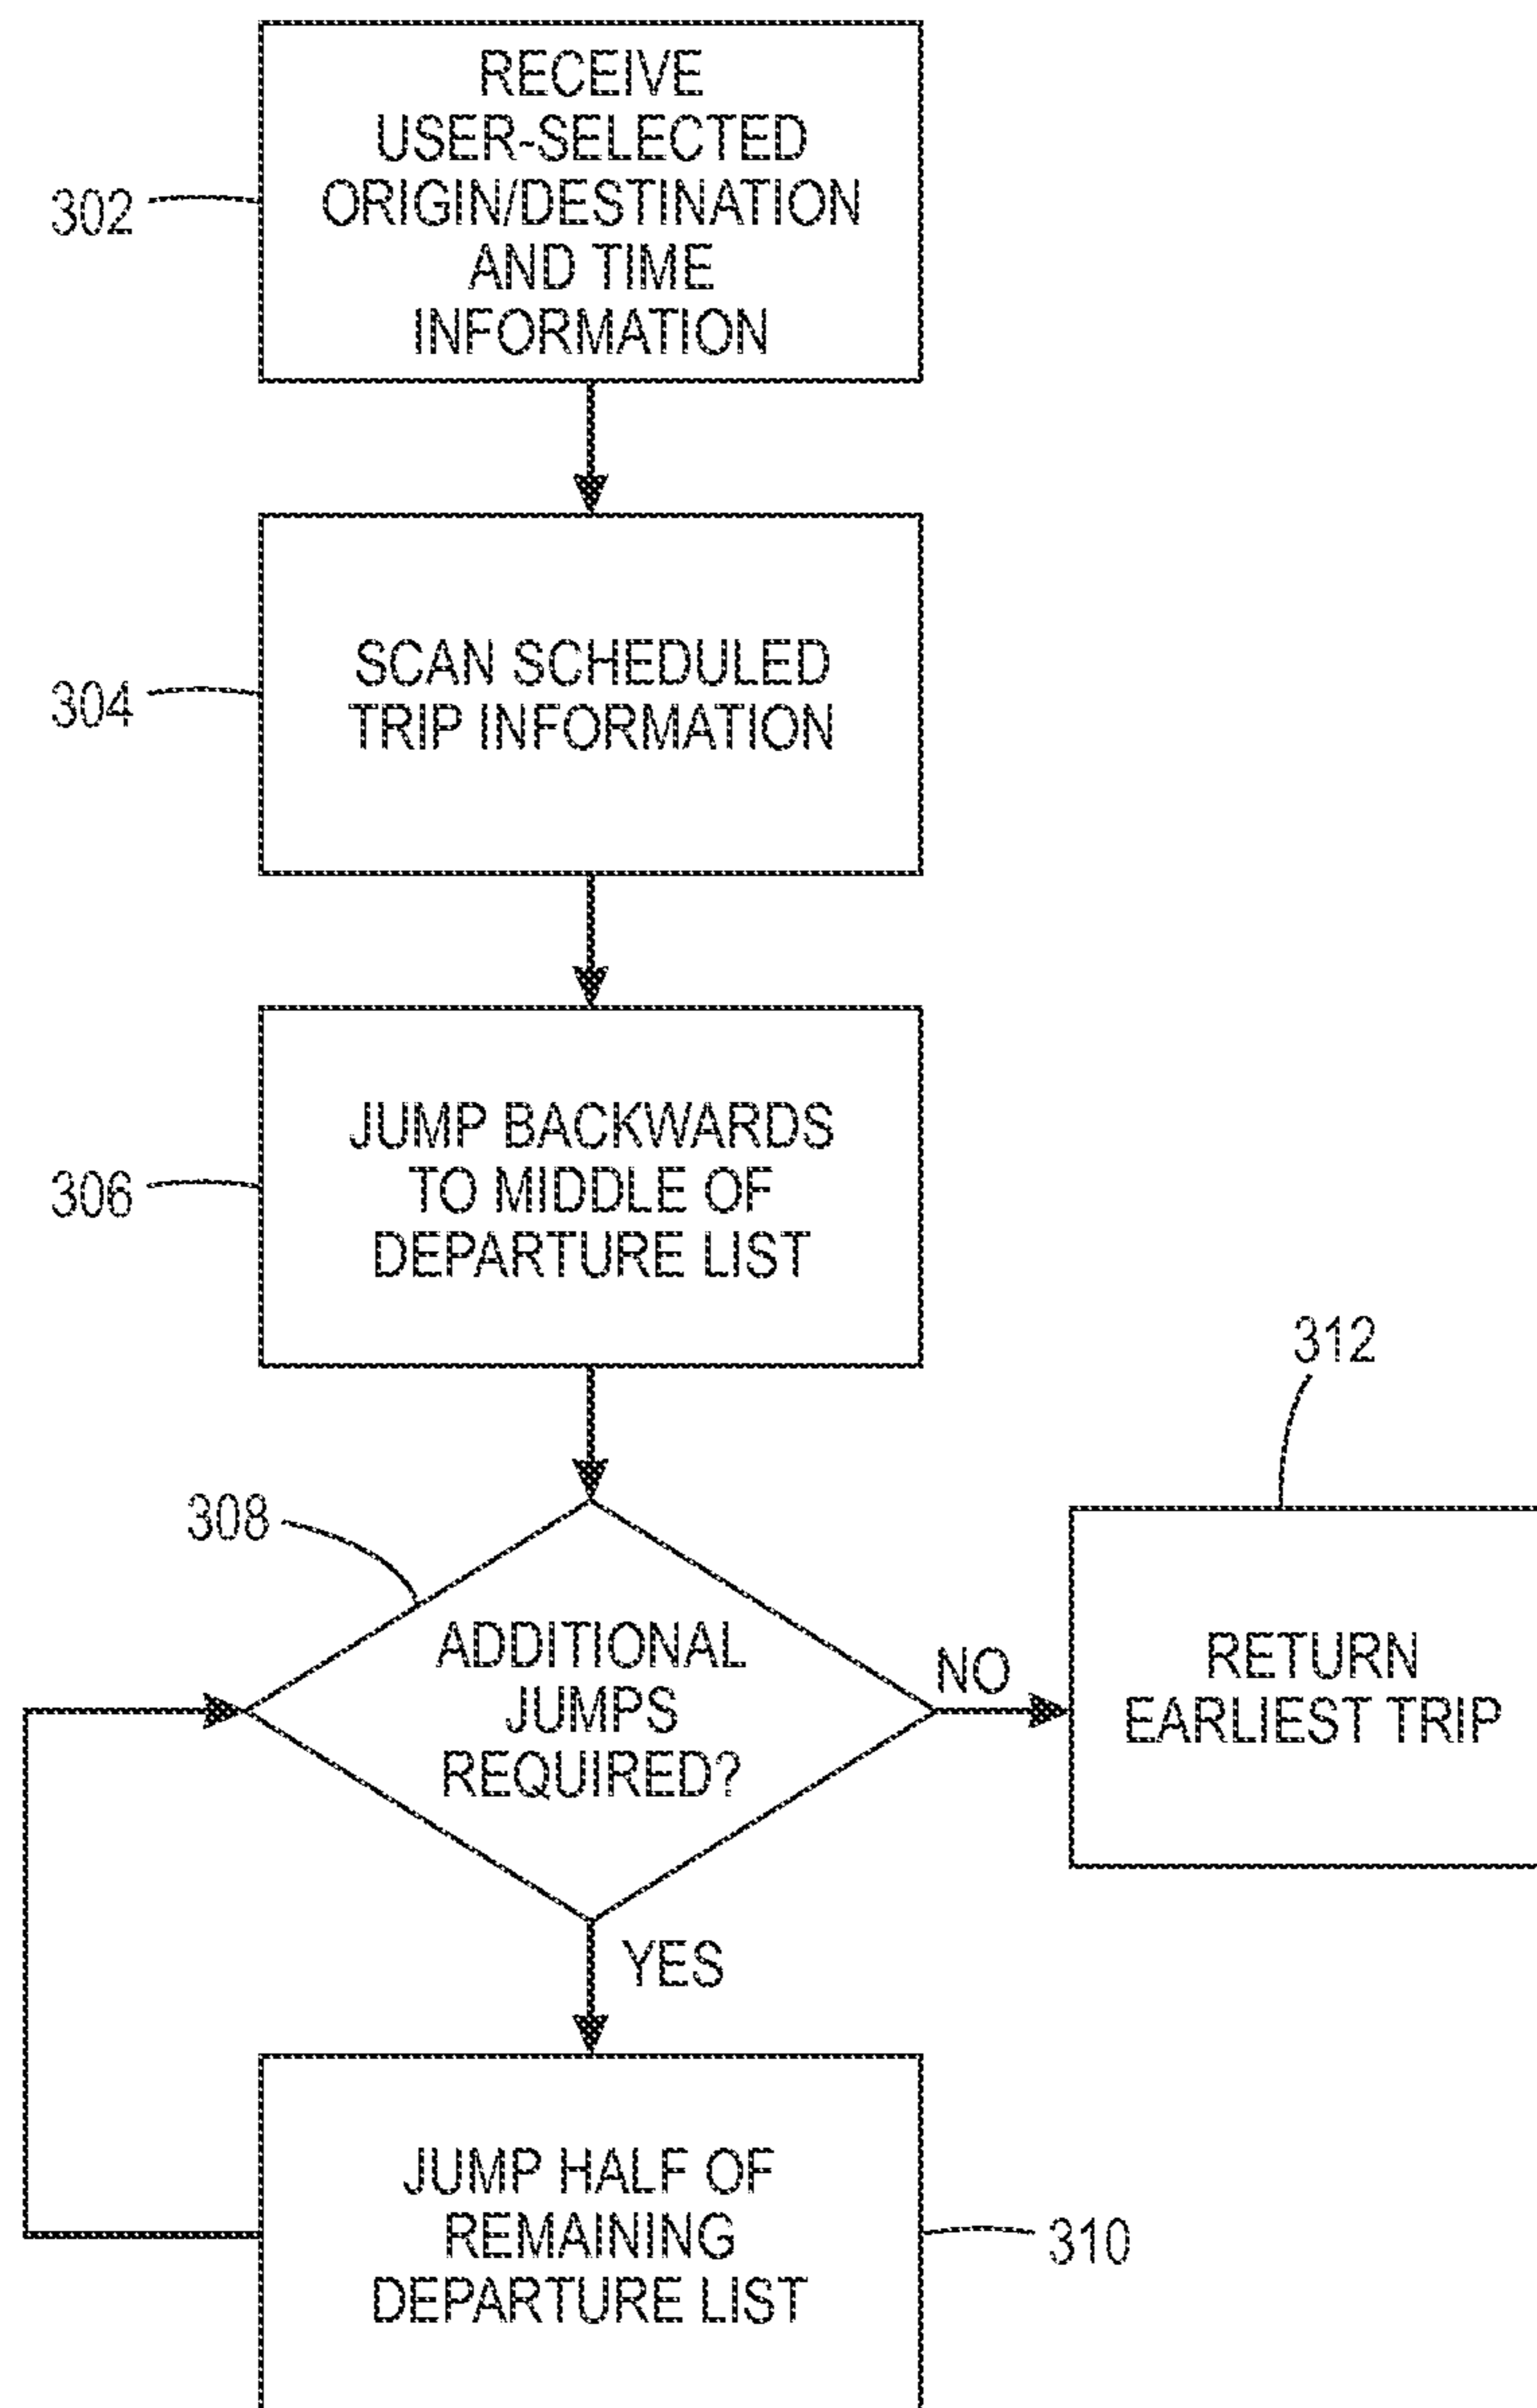 RECEIVE
USER-SELECTED
ORIGIN/DESTINATION
AND TIME
INFORMATION
302
SCAN SCHEDULED
TRIP INFORMATION
304
JUMP BACKWARDS
TO MIDDLE OF
DEPARTURE LIST
306
312
308
ADDITIONAL
JUMPS
REQUIRED?
NO
RETURN
EARLIEST TRIP
YES
JUMP HALF OF
REMAINING
DEPARTURE LIST
310